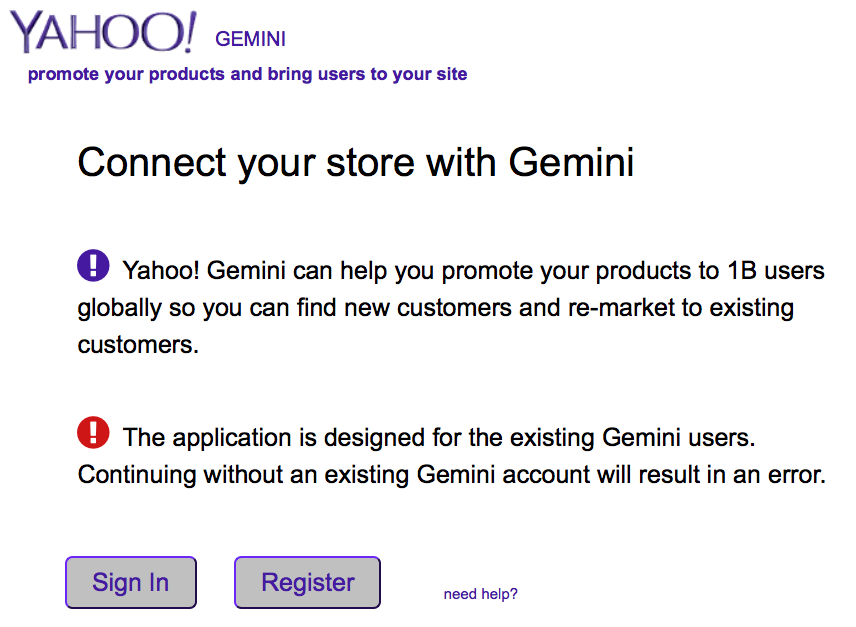 YAHOO! GEMINI
promote your products and bring users to your site
Connect your store with Gemini
Yahoo! Gemini can help you promote your products to 1B users
globally so you can find new customers and re-market to existing
customers.
The application is designed for the existing Gemini users.
Continuing without an existing Gemini account will result in an error.
Sign In Register need help?